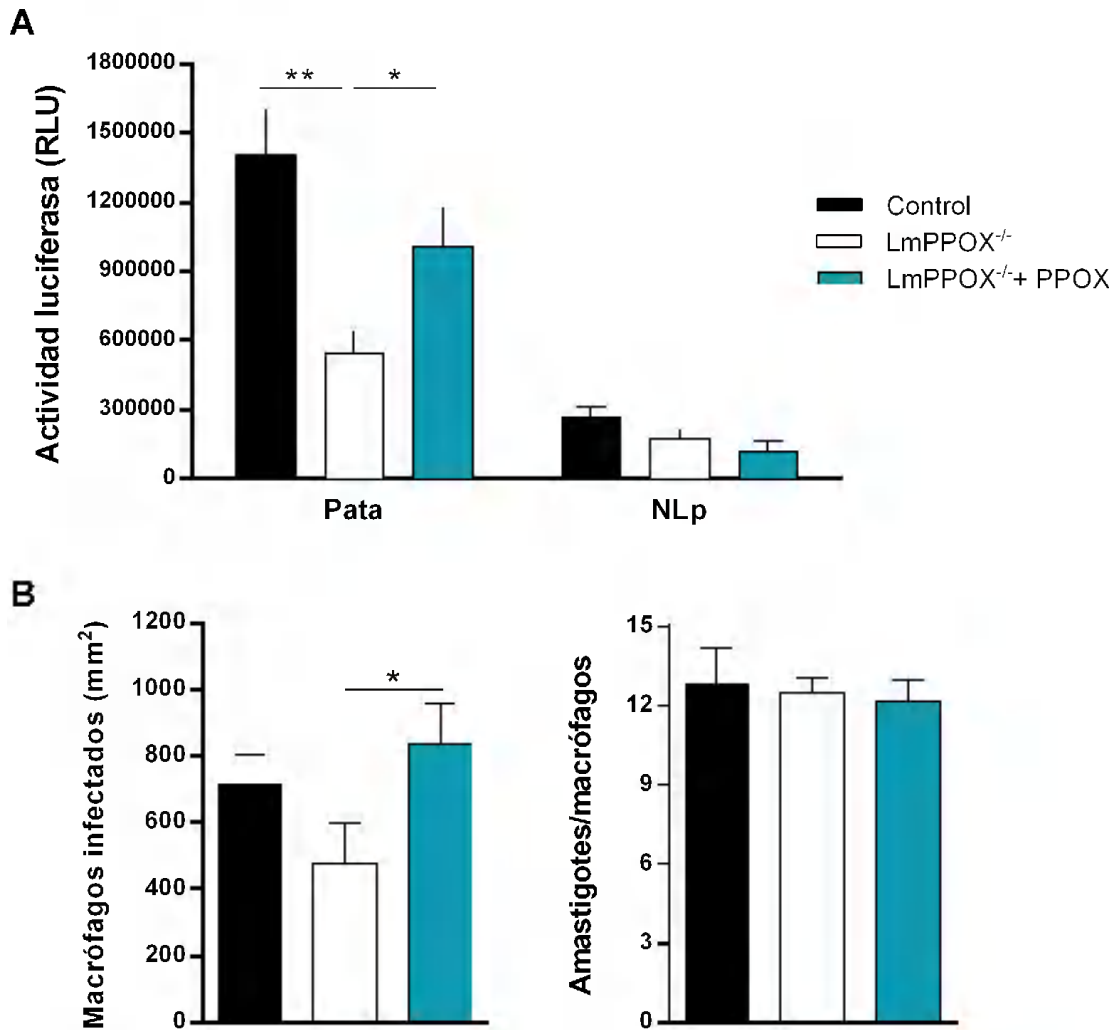 A
Actividad luciferasa (RLU)
1800000
1500000
1200000
900000
600000
300000
0
**
*
Pata
NLp
Control
LmPPOX-/-
LmPPOX-/-+ PPOX
B
Macrófagos infectados (mm2)
1200
1000
800
600
400
200
0
*
Amastigotes/macrófagos
15
12
9
6
3
0